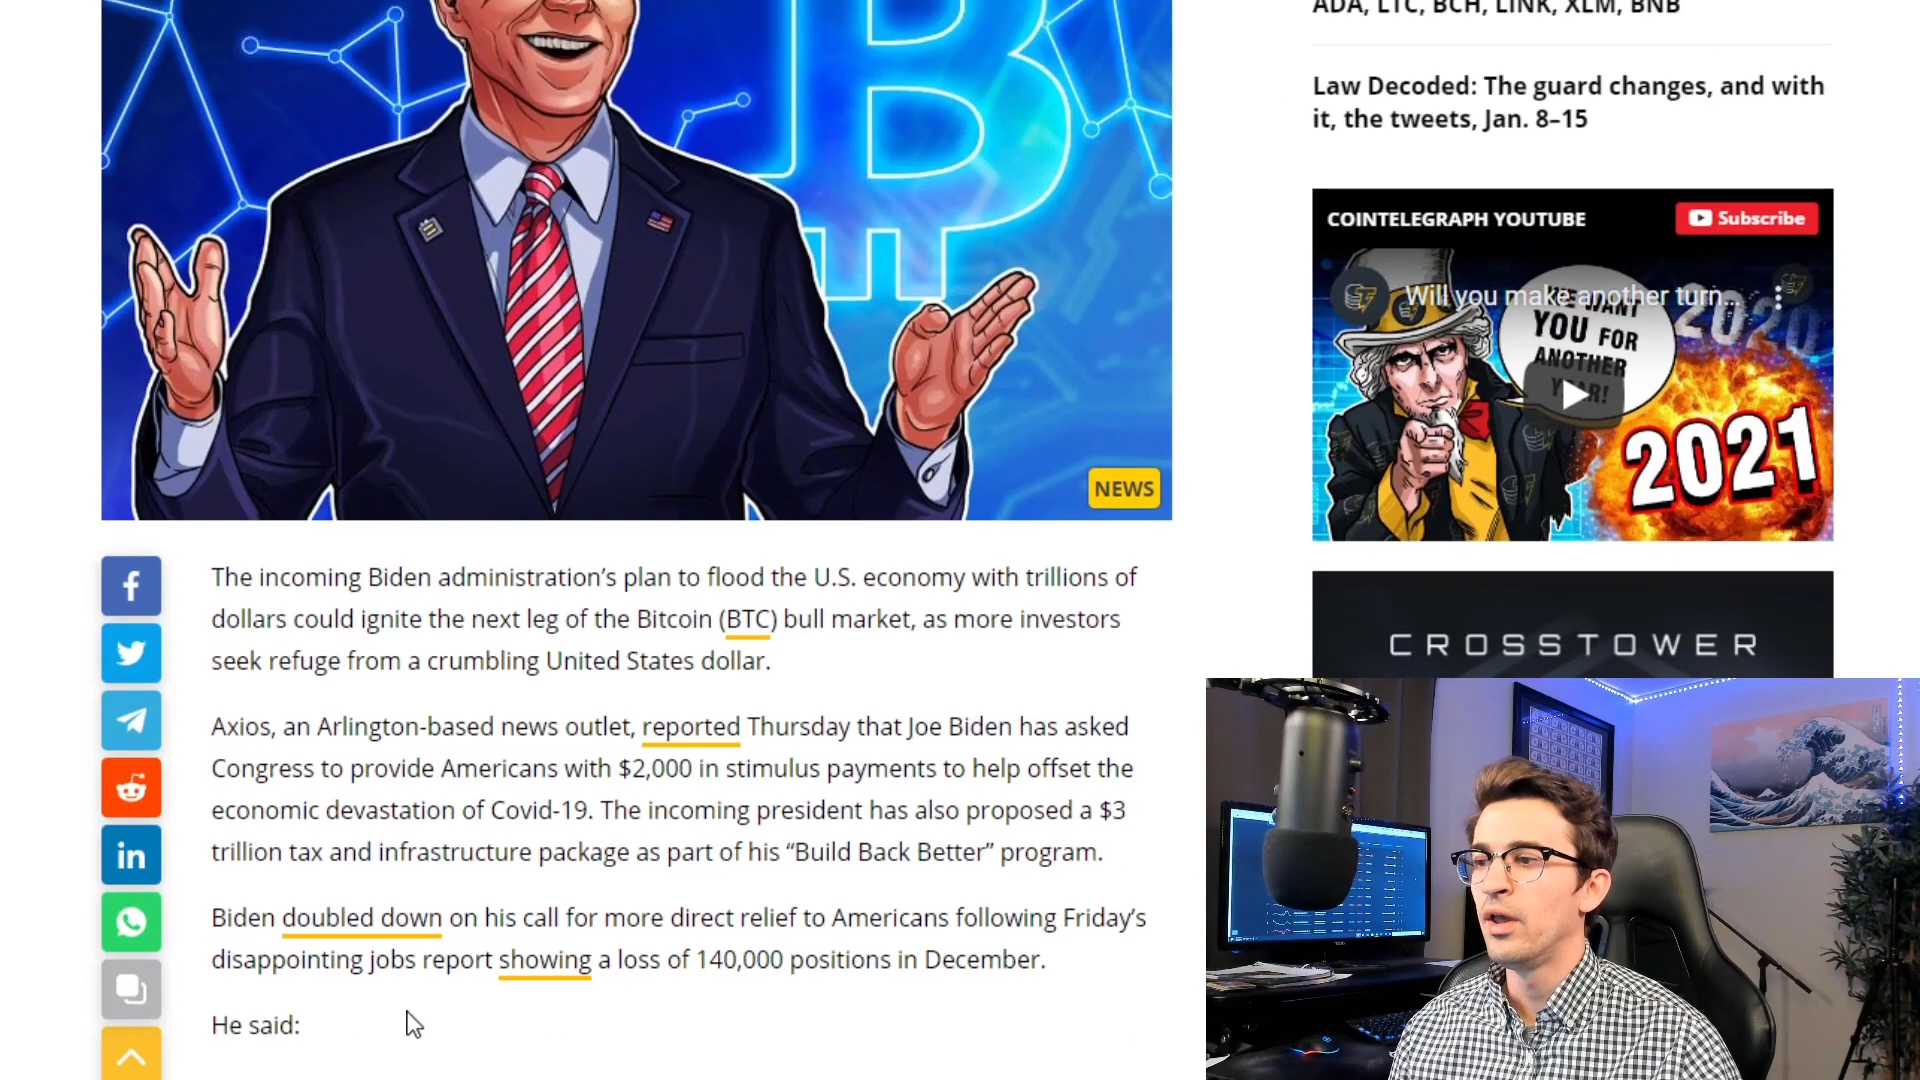 ADA, LTC, BCH, LINK, XLM, BNB
Law Decoded: The guard changes, and with
it, the tweets, Jan. 8–15
COINTELEGRAPH YOUTUBE
Subscribe
Will you make another turn...
WE WANT
YOU FOR
ANOTHER
YEAR!
2020
2021
NEWS
CROSSTOWER
The incoming Biden administration’s plan to flood the U.S. economy with trillions of
dollars could ignite the next leg of the Bitcoin (BTC) bull market, as more investors
seek refuge from a crumbling United States dollar.
Axios, an Arlington-based news outlet, reported Thursday that Joe Biden has asked
Congress to provide Americans with $2,000 in stimulus payments to help offset the
economic devastation of Covid-19. The incoming president has also proposed a $3
trillion tax and infrastructure package as part of his “Build Back Better” program.
Biden doubled down on his call for more direct relief to Americans following Friday’s
disappointing jobs report showing a loss of 140,000 positions in December.
He said: